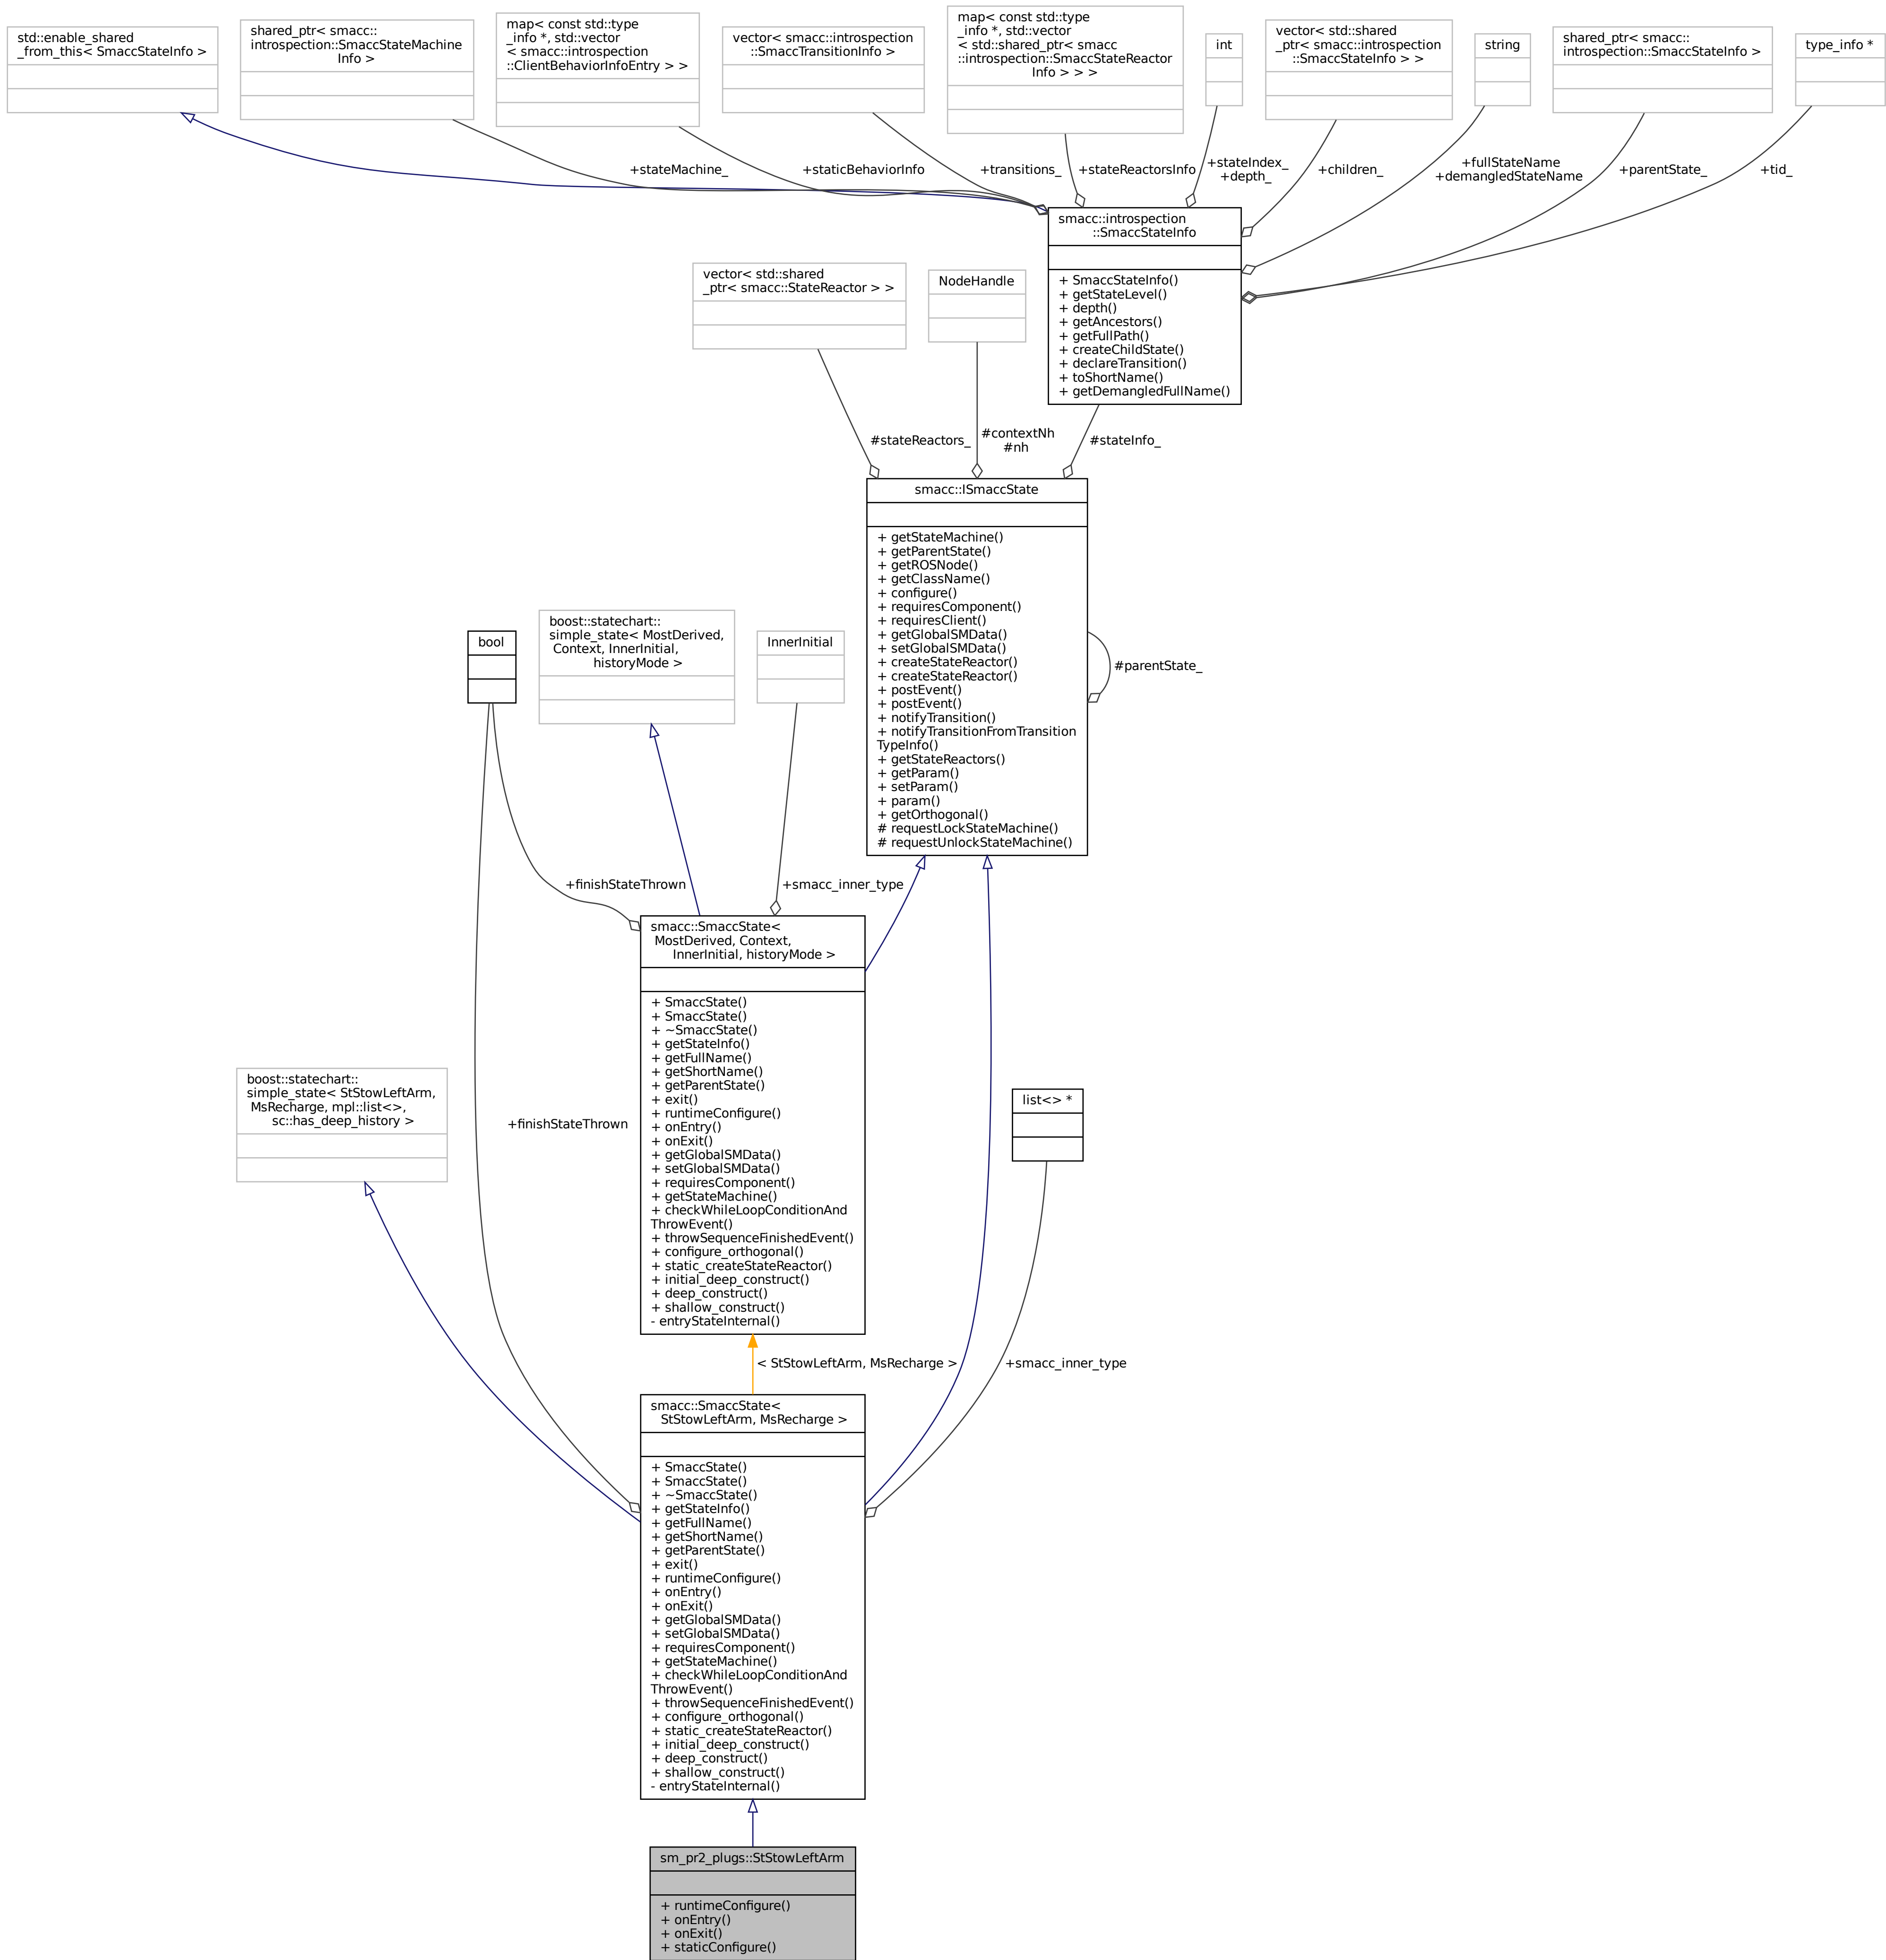 std::enable_shared
_from_this< SmaccStateInfo >
shared_ptr< smacc::
introspection::SmaccStateMachine
Info >
map< const std::type
_info *, std::vector
< smacc::introspection
::ClientBehaviorInfoEntry > >
vector< smacc::introspection
::SmaccTransitionInfo >
map< const std::type
_info *, std::vector
< std::shared_ptr< smacc
::introspection::SmaccStateReactor
Info > > >
int
vector< std::shared
_ptr< smacc::introspection
::SmaccStateInfo > >
string
shared_ptr< smacc::
introspection::SmaccStateInfo >
type_info *
+stateMachine_
+staticBehaviorInfo
+transitions_
+stateReactorsInfo
+stateIndex_
+depth_
+children_
+fullStateName
+demangledStateName
+parentState_
+tid_
smacc::introspection
::SmaccStateInfo
+ SmaccStateInfo()
+ getStateLevel()
+ depth()
+ getAncestors()
+ getFullPath()
+ createChildState()
+ declareTransition()
+ toShortName()
+ getDemangledFullName()
vector< std::shared
_ptr< smacc::StateReactor > >
NodeHandle
#stateReactors_
#contextNh
#nh
#stateInfo_
smacc::ISmaccState
+ getStateMachine()
+ getParentState()
+ getROSNode()
+ getClassName()
+ configure()
+ requiresComponent()
+ requiresClient()
+ getGlobalSMData()
+ setGlobalSMData()
+ createStateReactor()
+ createStateReactor()
+ postEvent()
+ postEvent()
+ notifyTransition()
+ notifyTransitionFromTransition
TypeInfo()
+ getStateReactors()
+ getParam()
+ setParam()
+ param()
+ getOrthogonal()
# requestLockStateMachine()
# requestUnlockStateMachine()
#parentState_
bool
boost::statechart::
simple_state< MostDerived,
Context, InnerInitial,
historyMode >
InnerInitial
+finishStateThrown
+smacc_inner_type
smacc::SmaccState<
MostDerived, Context,
InnerInitial, historyMode >
+ SmaccState()
+ SmaccState()
+ ~SmaccState()
+ getStateInfo()
+ getFullName()
+ getShortName()
+ getParentState()
+ exit()
+ runtimeConfigure()
+ onEntry()
+ onExit()
+ getGlobalSMData()
+ setGlobalSMData()
+ requiresComponent()
+ getStateMachine()
+ checkWhileLoopConditionAnd
ThrowEvent()
+ throwSequenceFinishedEvent()
+ configure_orthogonal()
+ static_createStateReactor()
+ initial_deep_construct()
+ deep_construct()
+ shallow_construct()
- entryStateInternal()
boost::statechart::
simple_state< StStowLeftArm,
MsRecharge, mpl::list<>,
sc::has_deep_history >
+finishStateThrown
list<> *
< StStowLeftArm, MsRecharge >
+smacc_inner_type
smacc::SmaccState<
StStowLeftArm, MsRecharge >
+ SmaccState()
+ SmaccState()
+ ~SmaccState()
+ getStateInfo()
+ getFullName()
+ getShortName()
+ getParentState()
+ exit()
+ runtimeConfigure()
+ onEntry()
+ onExit()
+ getGlobalSMData()
+ setGlobalSMData()
+ requiresComponent()
+ getStateMachine()
+ checkWhileLoopConditionAnd
ThrowEvent()
+ throwSequenceFinishedEvent()
+ configure_orthogonal()
+ static_createStateReactor()
+ initial_deep_construct()
+ deep_construct()
+ shallow_construct()
- entryStateInternal()
sm_pr2_plugs::StStowLeftArm
+ runtimeConfigure()
+ onEntry()
+ onExit()
+ staticConfigure()